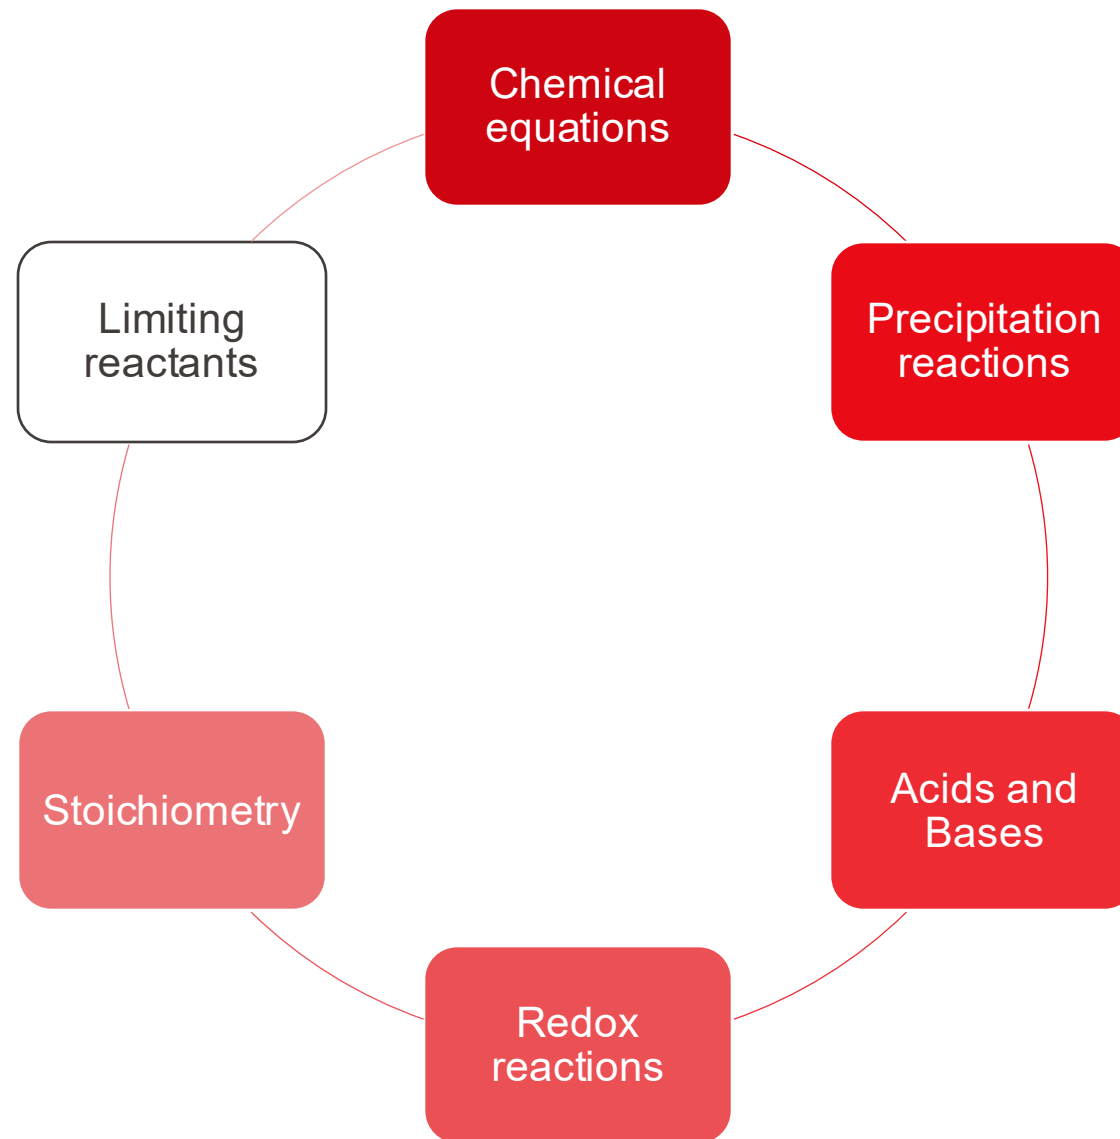 Chemical
equations
Precipitation
reactions
Acids and
Bases
Redox
reactions
Stoichiometry
Limiting
reactants